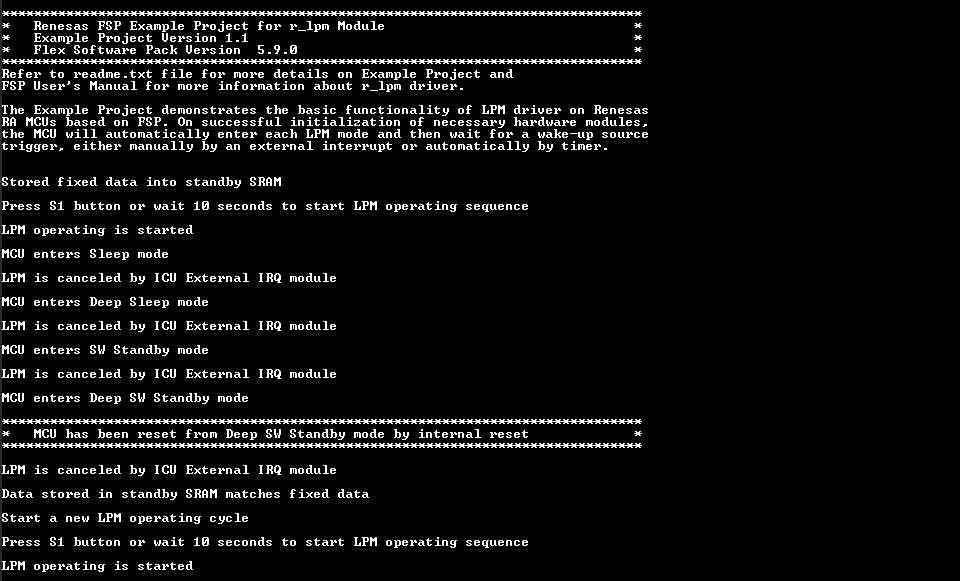 ********************************************************************************
*   Renesas FSP Example Project for r_lpm Module                               *
*   Example Project Version 1.1                                                *
*   Flex Software Pack Version  5.9.0                                          *
********************************************************************************
Refer to readme.txt file for more details on Example Project and
FSP User's Manual for more information about r_lpm driver.
The Example Project demonstrates the basic functionality of LPM driver on Renesas
RA MCUs based on FSP. On successful initialization of necessary hardware modules,
the MCU will automatically enter each LPM mode and then wait for a wake-up source
trigger, either manually by an external interrupt or automatically by timer.
Stored fixed data into standby SRAM
Press S1 button or wait 10 seconds to start LPM operating sequence
LPM operating is started
MCU enters Sleep mode
LPM is canceled by ICU External IRQ module
MCU enters Deep Sleep mode
LPM is canceled by ICU External IRQ module
MCU enters SW Standby mode
LPM is canceled by ICU External IRQ module
MCU enters Deep SW Standby mode
********************************************************************************
*   MCU has been reset from Deep SW Standby mode by internal reset             *
********************************************************************************
LPM is canceled by ICU External IRQ module
Data stored in standby SRAM matches fixed data
Start a new LPM operating cycle
Press S1 button or wait 10 seconds to start LPM operating sequence
LPM operating is started